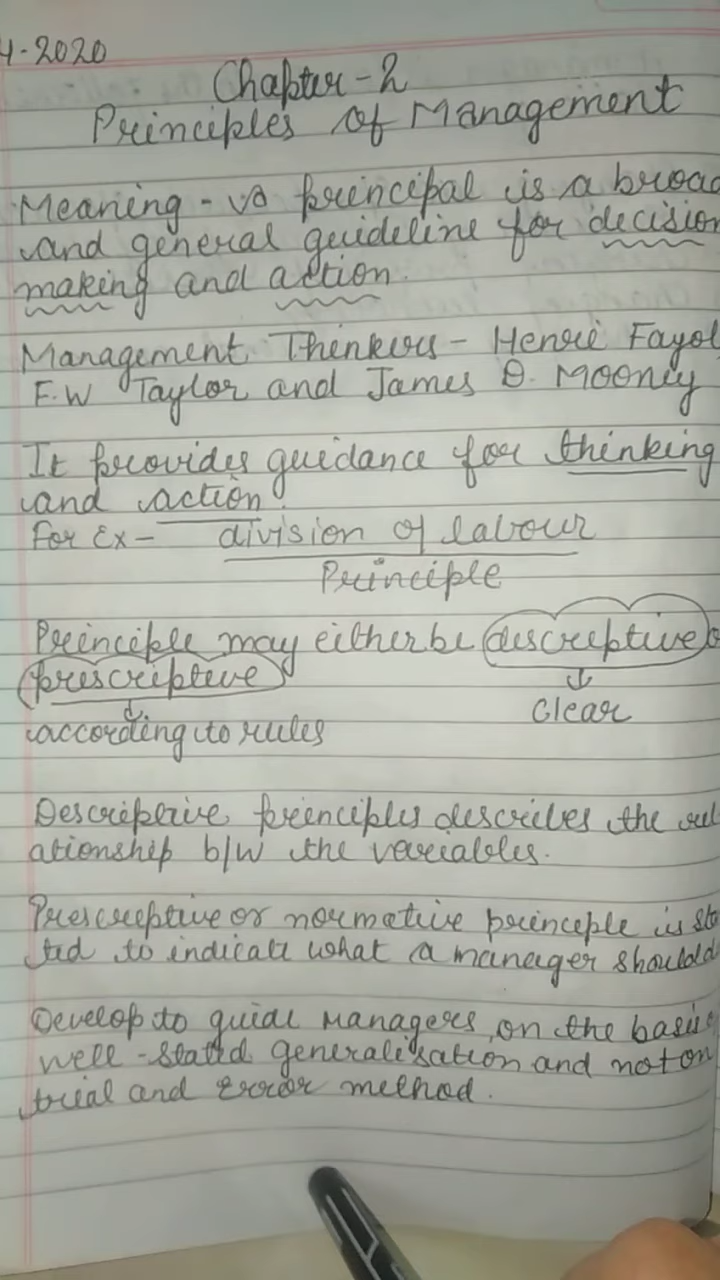 4-2020
Chapter-2
Principles of Management
Meaning - A principal is a broad
and general guideline for decision
making and action.
Management Thinkers - Henrie Fayol
F.W Taylor and James D. Mooney
It provides guidance for thinking
and action.
For Ex- division of labour
Principle
Principle may either be descreptive o
prescreptive
Clear
according to rules
Descriptive principles describes the rel
ationship b/w the variables.
Prescreeptive or normative principle is sta
ted to indicate what a manager should d
Develop to guide managers on the basis
well-stated generalisation and not on
trial and Error method.